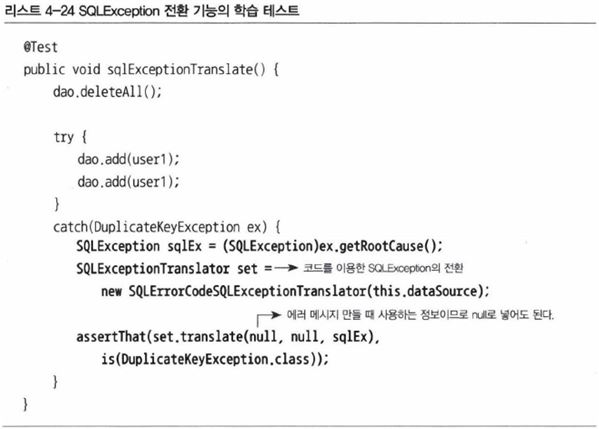 리스트 4-24 SQLException 전환 기능의 학습 테스트
@Test
public void sqlExceptionTranslate() {
dao.deleteAll();
try {
dao.add(user1);
dao.add(user1);
}
catch(DuplicateKeyException ex) {
SQLException sqlEx = (SQLException)ex.getRootCause();
SQLExceptionTranslator set = 코드를 이용한 SQLException의 전환
new SQLErrorCodeSQLExceptionTranslator(this.dataSource);
에러 메시지 만들 때 사용하는 정보이므로 null로 넣어도 된다.
assertThat(set.translate(null, null, sqlEx),
is(DuplicateKeyException.class));
}
}